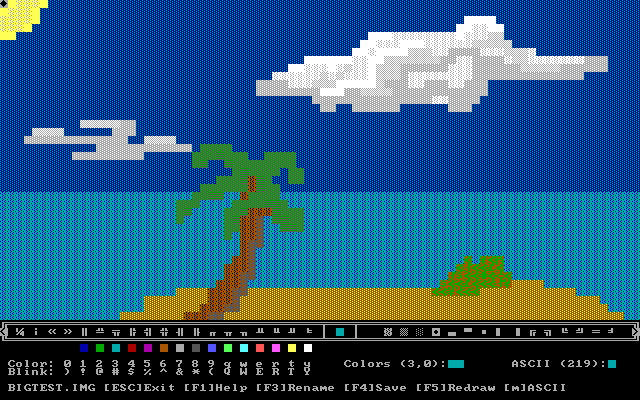 Color: 0 1 2 3 4 5 6 7 8 9 q w e r t y Colors (3,0): ASCII (219):
Blink: ) ! @ # $ % ^ & * ( Q W E R T Y
BIGTEST.IMG [ESC]Exit [F1]Help [F3]Rename [F4]Save [F5]Redraw [m]ASCII